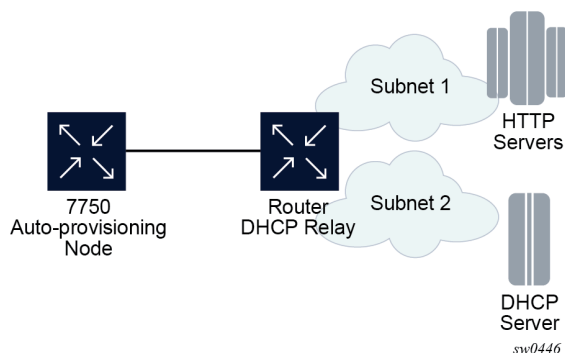 Subnet 1
HTTP
Servers
7750
Auto-provisioning
Node
Router
DHCP Relay
Subnet 2
DHCP
Server
sw0446